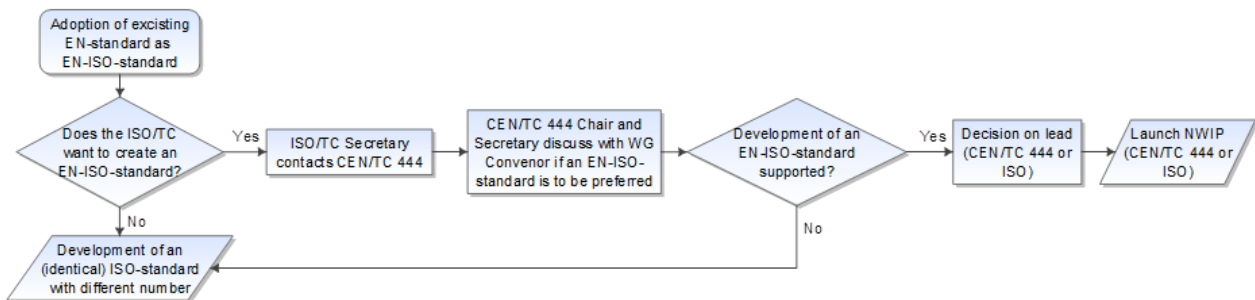 Adoption of excisting
EN-standard as
EN-ISO-standard
Does the ISO/TC
want to create an
EN-ISO-standard?
Yes
ISO/TC Secretary
contacts CEN/TC 444
CEN/TC 444 Chair and
Secretary discuss with WG
Convenor if an EN-ISO-
standard is to be preferred
Development of an
EN-ISO-standard
supported?
Yes
Decision on lead
(CEN/TC 444 or
ISO)
Launch NWIP
(CEN/TC 444 or
ISO)
No
No
Development of an
(identical) ISO-standard
with different number